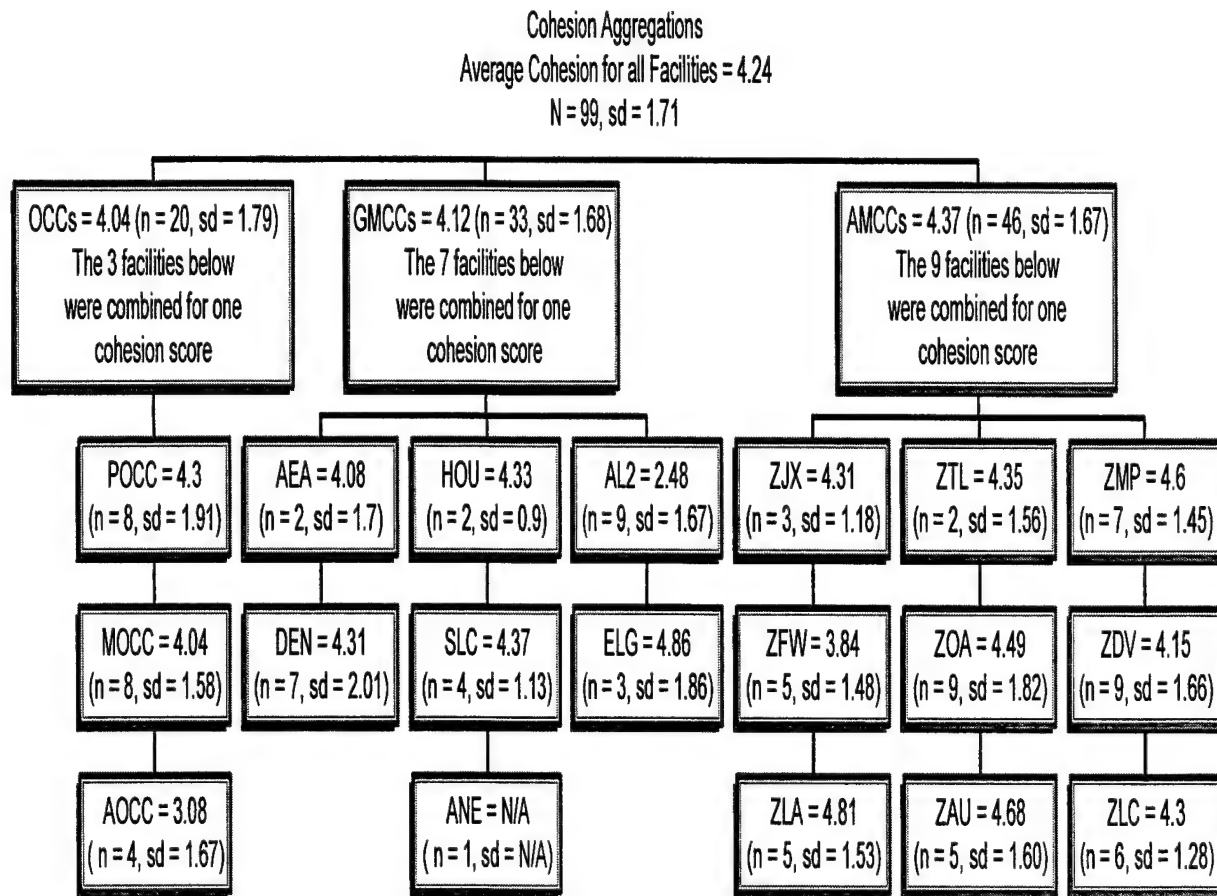 Cohesion Aggregations
Average Cohesion for all Facilities = 4.24
N = 99, sd = 1.71
OCCs = 4.04 (n = 20, sd = 1.79)
The 3 facilities below
were combined for one
cohesion score
GMCCs = 4.12 (n = 33, sd = 1.68)
The 7 facilities below
were combined for one
cohesion score
AMCCs = 4.37 (n = 46, sd = 1.67)
The 9 facilities below
were combined for one
cohesion score
POCC = 4.3
(n = 8, sd = 1.91)
AEA = 4.08
(n = 2, sd = 1.7)
HOU = 4.33
(n = 2, sd = 0.9)
AL2 = 2.48
(n = 9, sd = 1.67)
ZJX = 4.31
(n = 3, sd = 1.18)
ZTL = 4.35
(n = 2, sd = 1.56)
ZMP = 4.6
(n = 7, sd = 1.45)
MOCC = 4.04
(n = 8, sd = 1.58)
DEN = 4.31
(n = 7, sd = 2.01)
SLC = 4.37
(n = 4, sd = 1.13)
ELG = 4.86
(n = 3, sd = 1.86)
ZFW = 3.84
(n = 5, sd = 1.48)
ZOA = 4.49
(n = 9, sd = 1.82)
ZDV = 4.15
(n = 9, sd = 1.66)
AOCC = 3.08
( n = 4, sd = 1.67)
ANE = N/A
( n = 1, sd = N/A)
ZLA = 4.81
(n = 5, sd = 1.53)
ZAU = 4.68
(n = 5, sd = 1.60)
ZLC = 4.3
(n = 6, sd = 1.28)